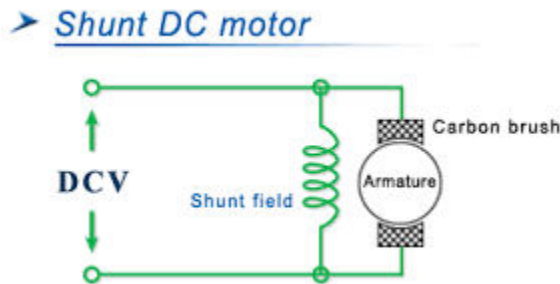 Shunt DC motor
Carbon brush
Armature
DCV
Shunt field